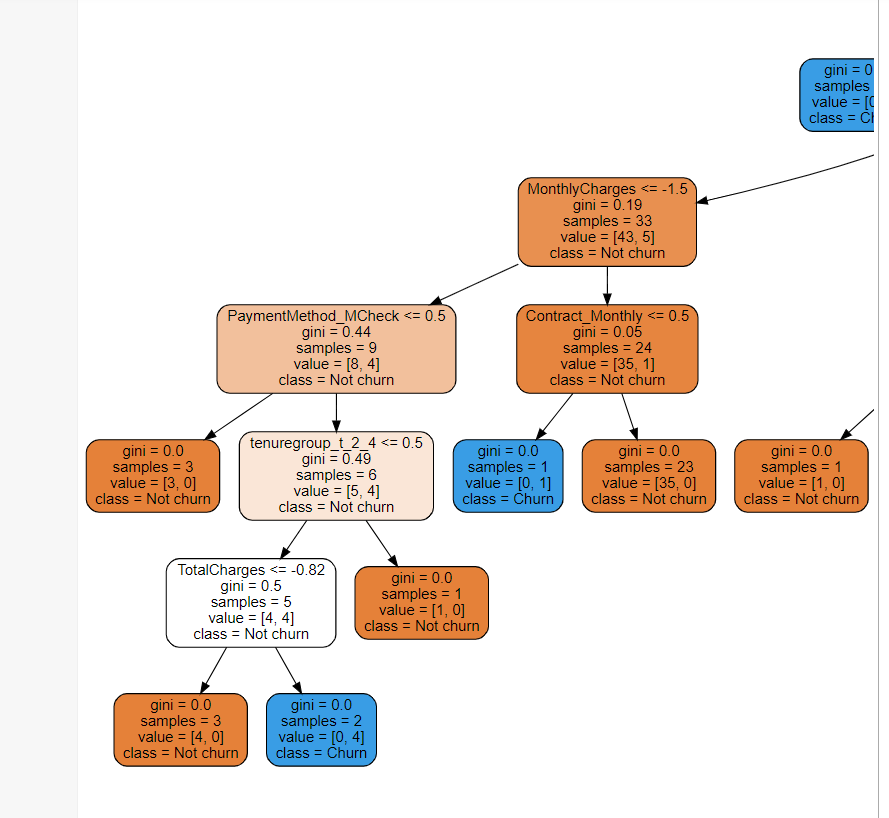 gini = 0
samples
value = [0
class = Ch
MonthlyCharges <= -1.5
gini = 0.19
samples = 33
value = [43, 5]
class = Not churn
PaymentMethod_MCheck <= 0.5
gini = 0.44
samples = 9
value = [8, 4]
class = Not churn
Contract_Monthly <= 0.5
gini = 0.05
samples = 24
value = [35, 1]
class = Not churn
gini = 0.0
samples = 3
value = [3, 0]
class = Not churn
tenuregroup_t_2_4 <= 0.5
gini = 0.49
samples = 6
value = [5, 4]
class = Not churn
gini = 0.0
samples = 1
value = [0, 1]
class = Churn
gini = 0.0
samples = 23
value = [35, 0]
class = Not churn
gini = 0.0
samples = 1
value = [1, 0]
class = Not churn
TotalCharges <= -0.82
gini = 0.5
samples = 5
value = [4, 4]
class = Not churn
gini = 0.0
samples = 1
value = [1, 0]
class = Not churn
gini = 0.0
samples = 3
value = [4, 0]
class = Not churn
gini = 0.0
samples = 2
value = [0, 4]
class = Churn